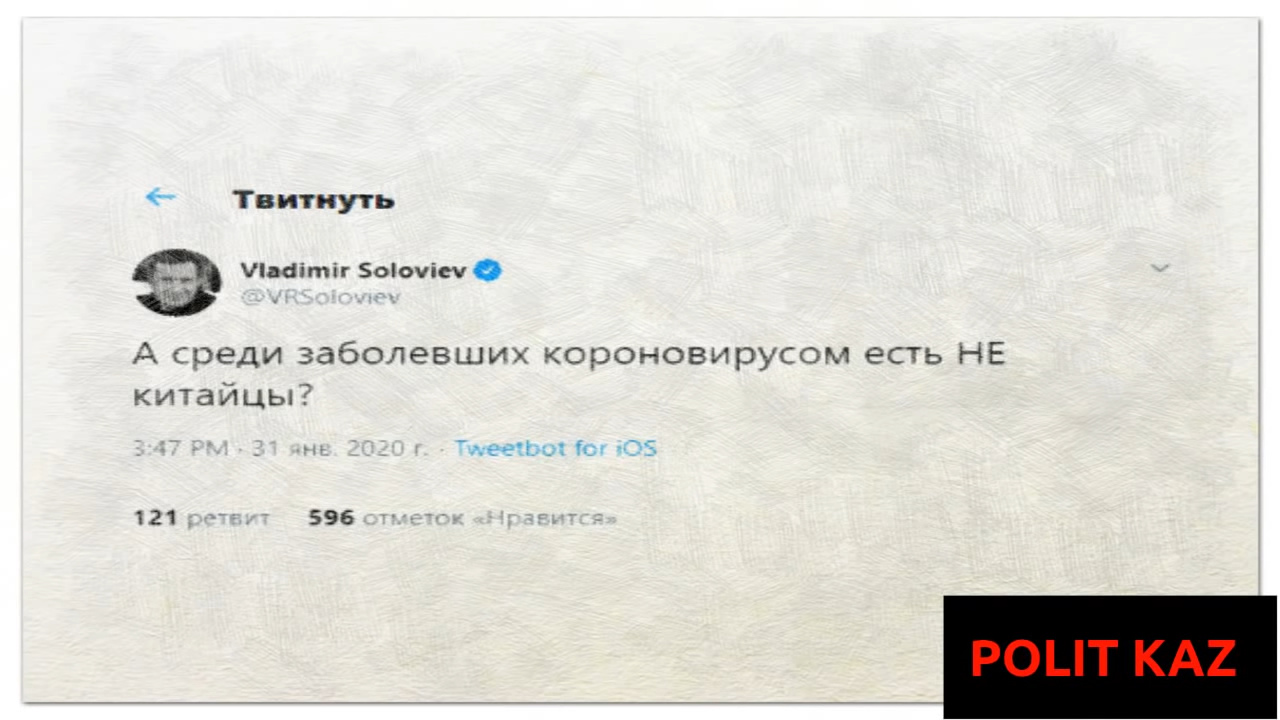 Твитнуть
Vladimir Soloviev
@VRSoloviev
А среди заболевших короновирусом есть НЕ
китайцы?
3:47 PM · 31 янв. 2020 г. · Tweetbot for iOS
121 ретвит 596 отметок «Нравится»
POLIT KAZ